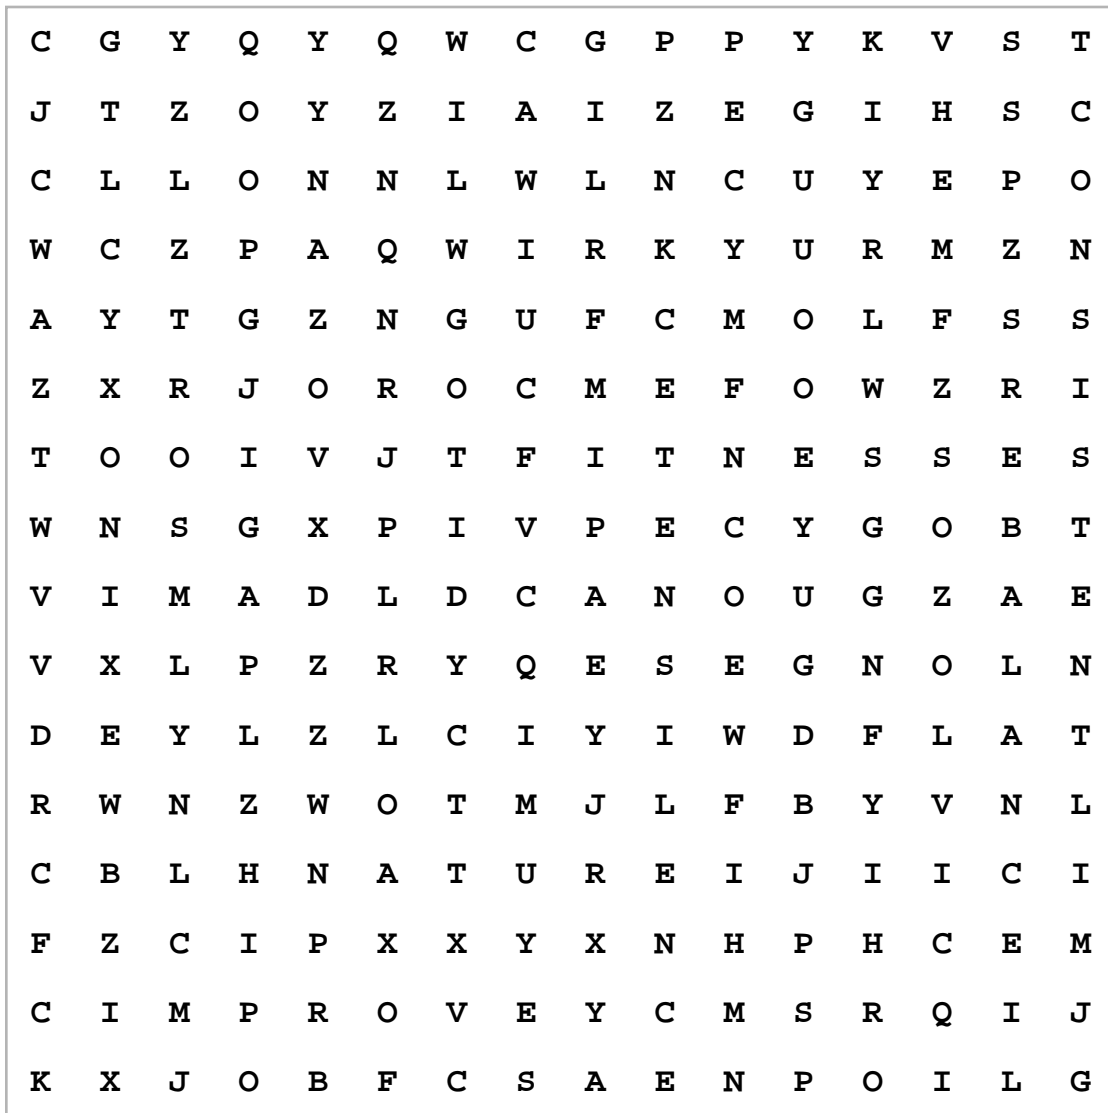 C G Y Q Y Q W C G P P Y K V S T
J T Z O Y Z I A I Z E G I H S C
C L L O N N L W L N C U Y E P O
W C Z P A Q W I R K Y U R M Z N
A Y T G Z N G U F C M O L F S S
Z X R J O R O C M E F O W Z R I
T O O I V J T F I T N E S S E S
W N S G X P I V P E C Y G O B T
V I M A D L D C A N O U G Z A E
V X L P Z R Y Q E S E G N O L N
D E Y L Z L C I Y I W D F L A T
R W N Z W O T M J L F B Y V N L
C B L H N A T U R E I J I I C I
F Z C I P X X Y X N H P H C E M
C I M P R O V E Y C M S R Q I J
K X J O B F C S A E N P O I L G